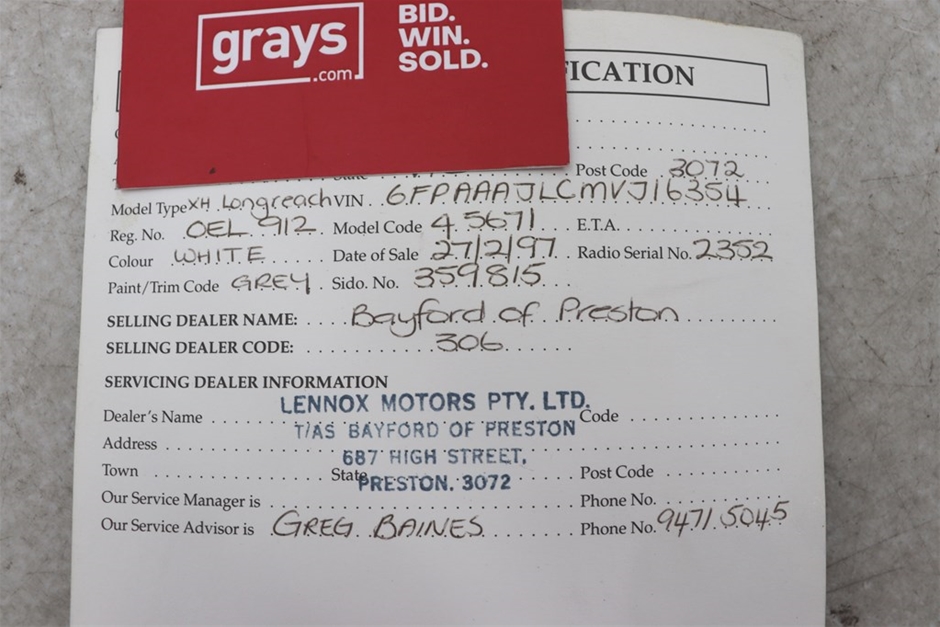 grays
.com
BID.
WIN.
SOLD.
FICATION
Post Code 3072
Model Type XH Longreach VIN 6FPAAAJLCMVJ16354
Reg. No. OEL 912 Model Code 45671 E.T.A.
Colour WHITE Date of Sale 27/2/97 Radio Serial No. 2352
Paint/Trim Code GREY Sido. No. 359815
SELLING DEALER NAME: Bayford of Preston
SELLING DEALER CODE: 306
SERVICING DEALER INFORMATION
LENNOX MOTORS PTY. LTD.
Dealer's Name Code
T/AS BAYFORD OF PRESTON
Address
687 HIGH STREET,
Town State Post Code
PRESTON. 3072
Our Service Manager is Phone No.
Our Service Advisor is GREG BAINES Phone No. 9471 5045